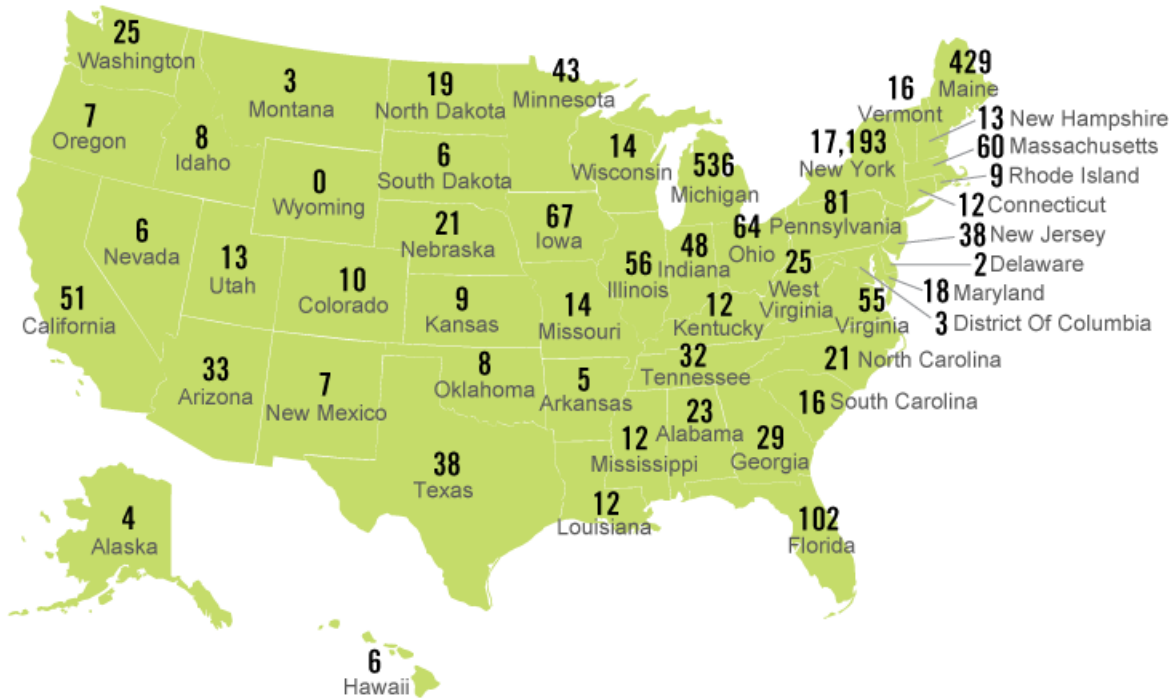 25
Washington
7
Oregon
8
Idaho
3
Montana
0
Wyoming
19
North Dakota
6
South Dakota
21
Nebraska
9
Kansas
43
Minnesota
14
Wisconsin
67
Iowa
536
Michigan
16
Vermont
17,193
New York
429
Maine
13 New Hampshire
60 Massachusetts
9 Rhode Island
12 Connecticut
38 New Jersey
2 Delaware
18 Maryland
3 District Of Columbia
81
Pennsylvania
64
Ohio
48
Indiana
56
Illinois
25
West
Virginia
55
Virginia
12
Kentucky
14
Missouri
6
Nevada
13
Utah
10
Colorado
51
California
33
Arizona
7
New Mexico
8
Oklahoma
5
Arkansas
32
Tennessee
21 North Carolina
16 South Carolina
23
Alabama
29
Georgia
12
Mississippi
12
Louisiana
38
Texas
102
Florida
4
Alaska
6
Hawaii